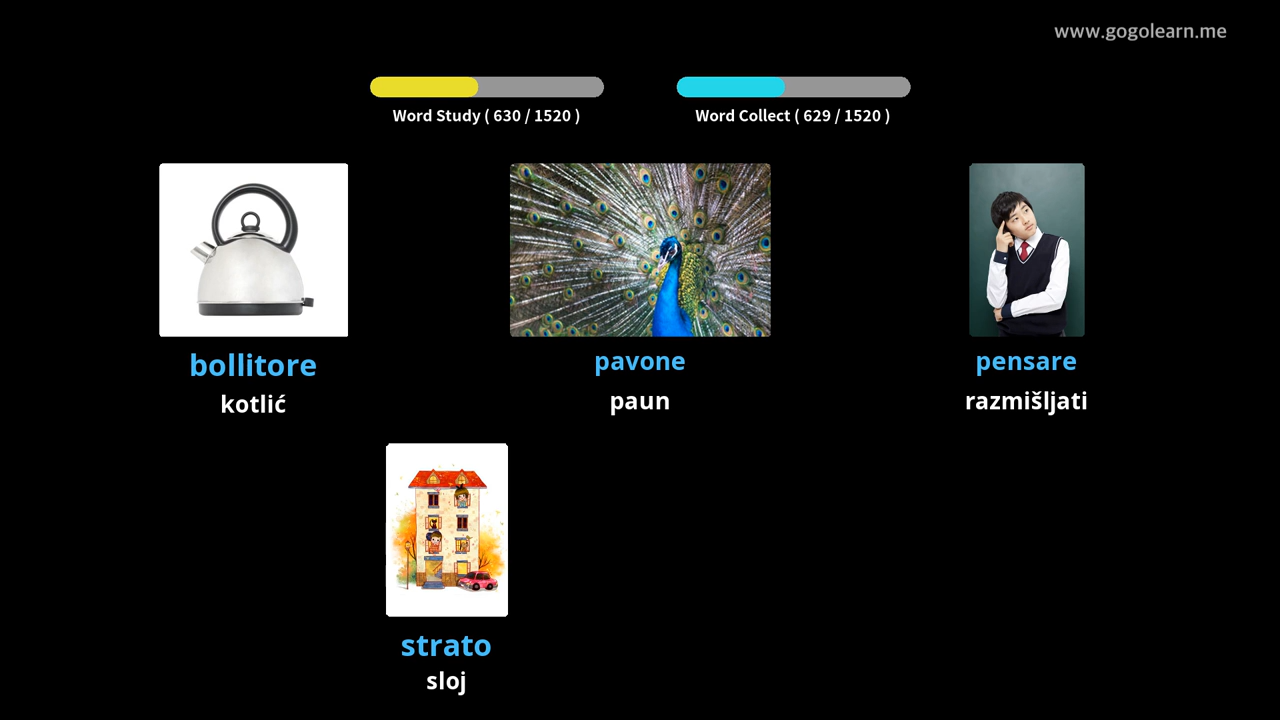 www.gogolearn.me
Word Study ( 630 / 1520 )
Word Collect ( 629 / 1520 )
bollitore
kotlić
pavone
paun
pensare
razmišljati
strato
sloj